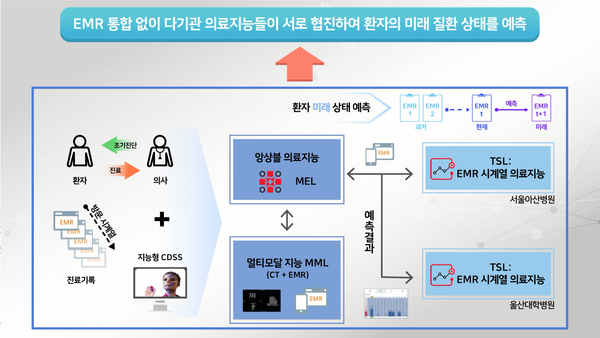 EMR 통합 없이 다기관 의료지능들이 서로 협진하여 환자의 미래 질환 상태를 예측
환자 미래 상태 예측
EMR
1
EMR
2
EMR
t
예측
EMR
t+1
과거
현재
미래
조기진단
진료
환자
의사
방문 시계열
EMR
EMR
EMR
EMR
진료기록
지능형 CDSS
앙상블 의료지능
MEL
멀티모달 지능 MML
(CT + EMR)
EMR
EMR
예측결과
TSL:
EMR 시계열 의료지능
서울아산병원
TSL:
EMR 시계열 의료지능
울산대학병원